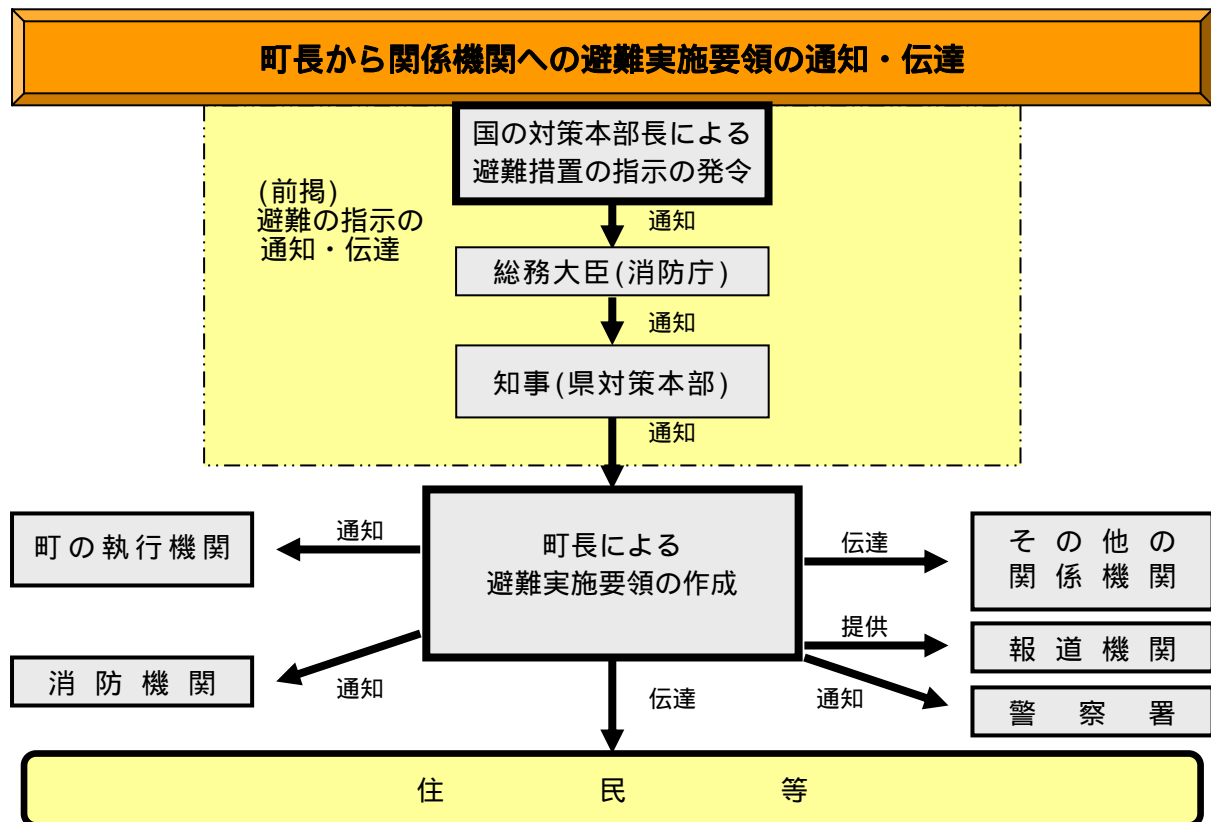 町長から関係機関への避難実施要領の通知・伝達
国の対策本部長による
避難措置の指示の発令
(前掲)
避難の指示の
通知・伝達
通知
総務大臣(消防庁)
通知
知事(県対策本部)
通知
町の執行機関
通知
町長による
避難実施要領の作成
伝達
その他の
関係機関
提供
報道機関
消防機関
通知
伝達
通知
警察署
住民等